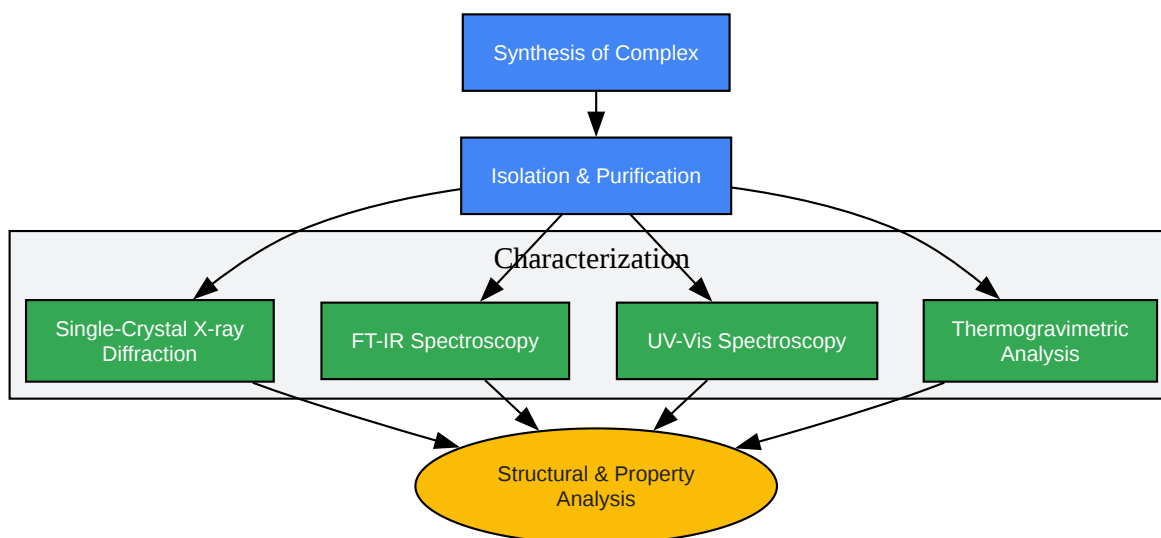 Synthesis of Complex
Isolation & Purification
Characterization
Single-Crystal X-ray
Diffraction
FT-IR Spectroscopy
UV-Vis Spectroscopy
Thermogravimetric
Analysis
Structural & Property
Analysis